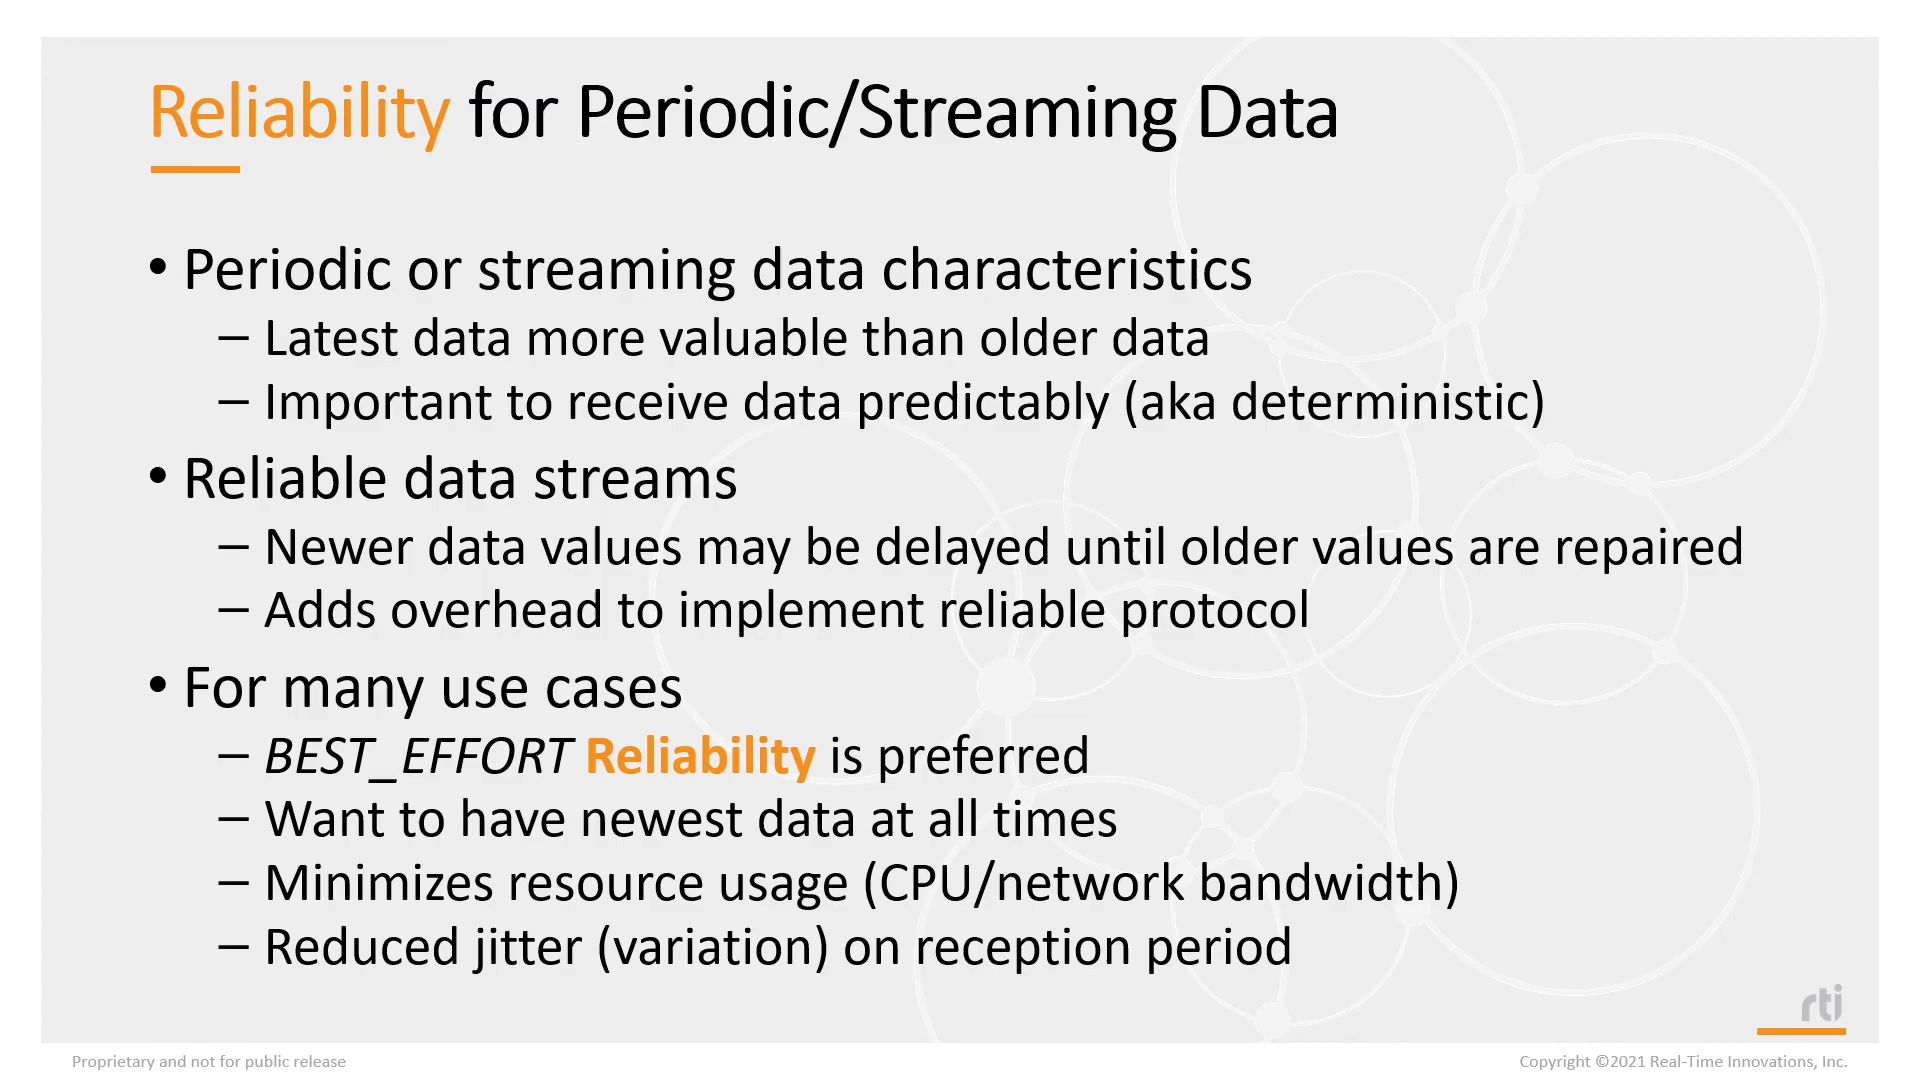 Reliability for Periodic/Streaming Data
• Periodic or streaming data characteristics
– Latest data more valuable than older data
– Important to receive data predictably (aka deterministic)
• Reliable data streams
– Newer data values may be delayed until older values are repaired
– Adds overhead to implement reliable protocol
• For many use cases
– BEST_EFFORT Reliability is preferred
– Want to have newest data at all times
– Minimizes resource usage (CPU/network bandwidth)
– Reduced jitter (variation) on reception period
rti
Proprietary and not for public release
Copyright ©2021 Real-Time Innovations, Inc.